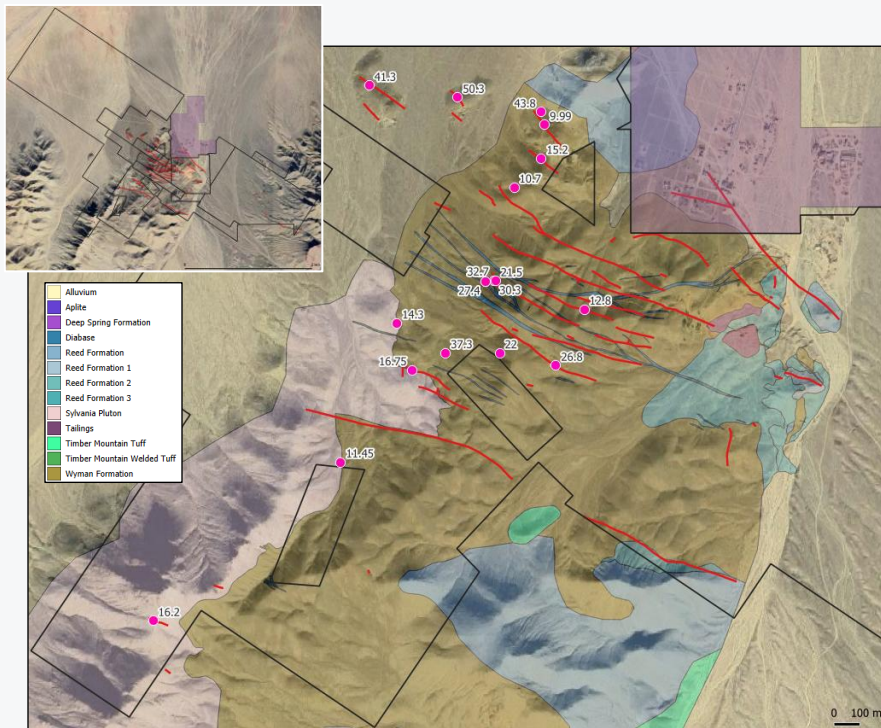 41.3
50.3
43.8
9.99
15.2
10.7
32.7
21.5
27.4
30.3
12.8
14.3
37.3
22
16.75
26.8
11.45
16.2
Alluvium
Aplite
Deep Spring Formation
Diabase
Reed Formation
Reed Formation 1
Reed Formation 2
Reed Formation 3
Sylvania Pluton
Tailings
Timber Mountain Tuff
Timber Mountain Welded Tuff
Wyman Formation
0 100 m